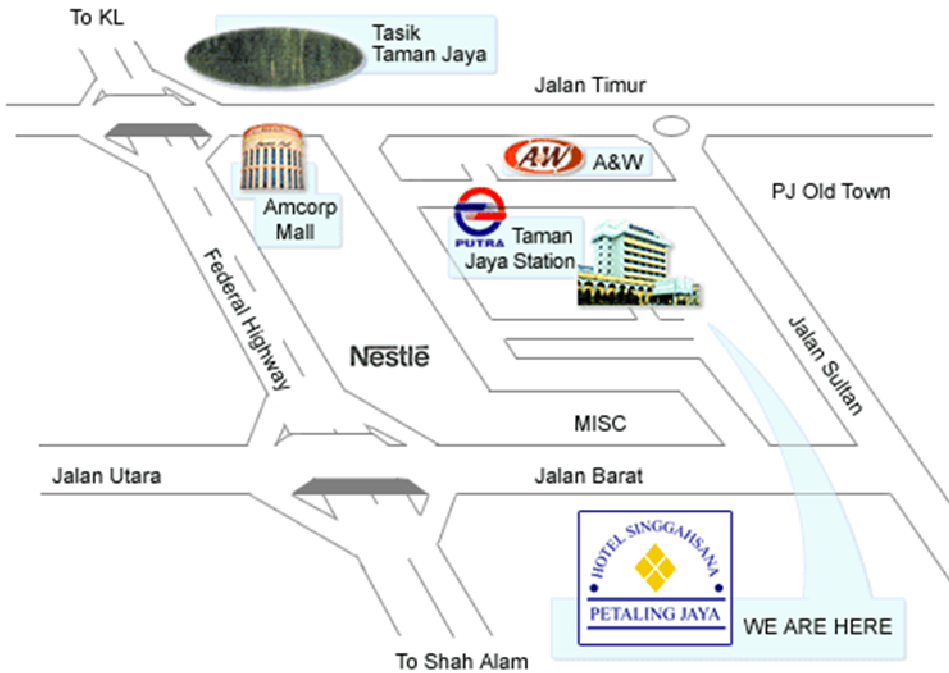 To KL
Tasik
Taman Jaya
Jalan Timur
A&W
A&W
PJ Old Town
Amcorp
Mall
PUTRA
Taman
Jaya Station
Federal Highway
Nestlē
Jalan Sultan
MISC
Jalan Utara
Jalan Barat
HOTEL SINGGAHSANA
PETALING JAYA
WE ARE HERE
To Shah Alam